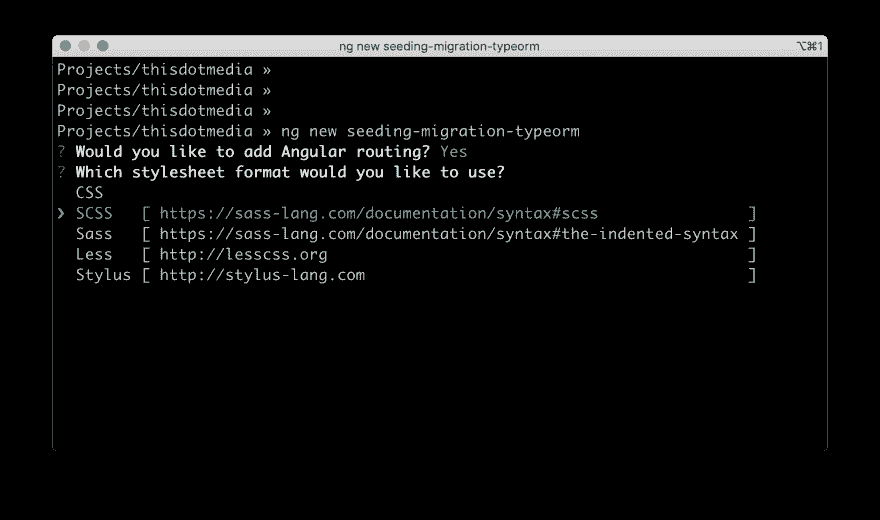 ng new seeding-migration-typeorm ⌥⌘1
Projects/thisdotmedia »
Projects/thisdotmedia »
Projects/thisdotmedia »
Projects/thisdotmedia » ng new seeding-migration-typeorm
? Would you like to add Angular routing? Yes
? Which stylesheet format would you like to use?
CSS
❯ SCSS [ https://sass-lang.com/documentation/syntax#scss ]
Sass [ https://sass-lang.com/documentation/syntax#the-indented-syntax ]
Less [ http://lesscss.org ]
Stylus [ http://stylus-lang.com ]